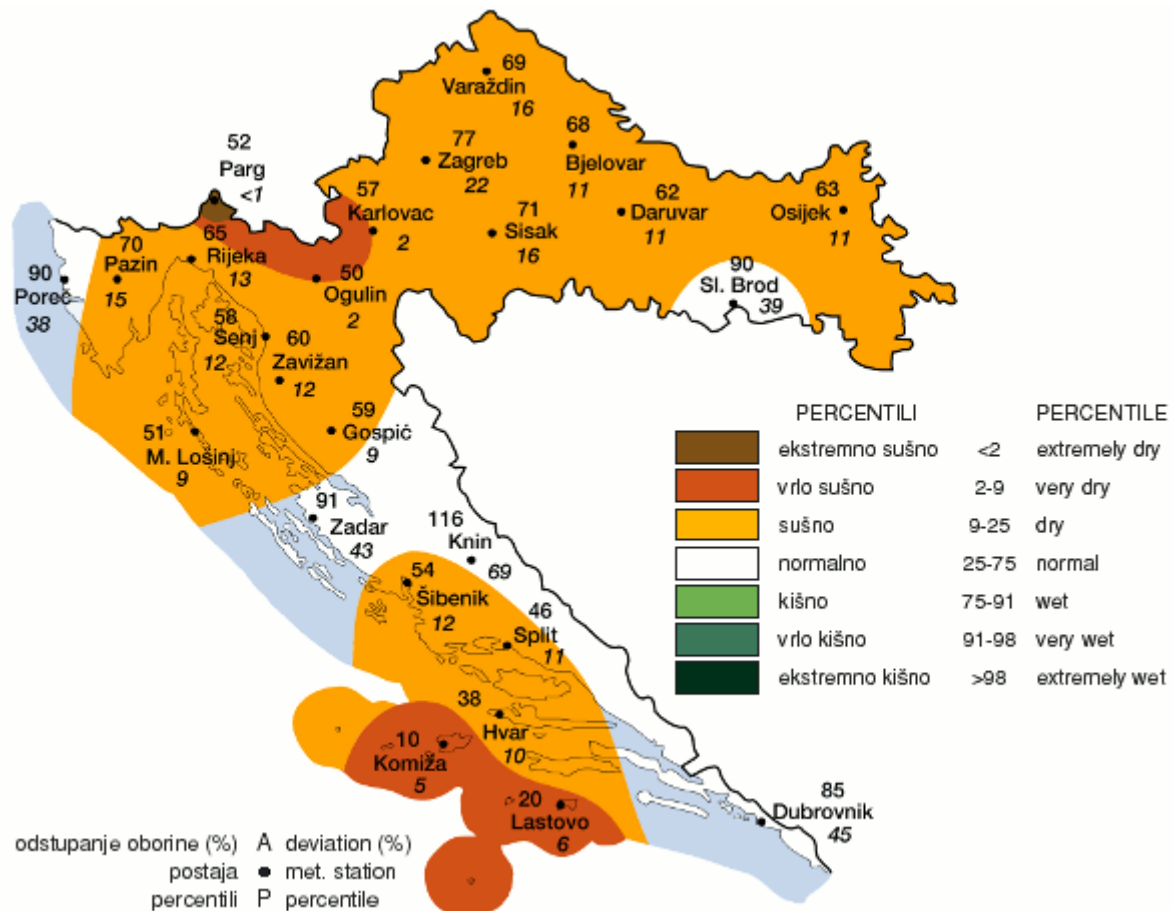 69
Varaždin
16
77
Zagreb
22
68
Bjelovar
11
52
Parg
<1
57
Karlovac
2
71
Sisak
16
62
Daruvar
11
63
Osijek
11
65
Rijeka
13
70
Pazin
15
90
Poreč
38
50
Ogulin
2
90
Sl. Brod
39
58
Senj
12
60
Zavižan
12
59
Gospić
9
51
M. Lošinj
9
91
Zadar
43
116
Knin
69
54
Šibenik
12
46
Split
11
38
Hvar
10
10
Komiža
5
20
Lastovo
6
85
Dubrovnik
45
PERCENTILI PERCENTILE
ekstremno sušno <2 extremely dry
vrlo sušno 2-9 very dry
sušno 9-25 dry
normalno 25-75 normal
kišno 75-91 wet
vrlo kišno 91-98 very wet
ekstremno kišno >98 extremely wet
odstupanje oborine (%) A deviation (%)
postaja met. station
percentili P percentile